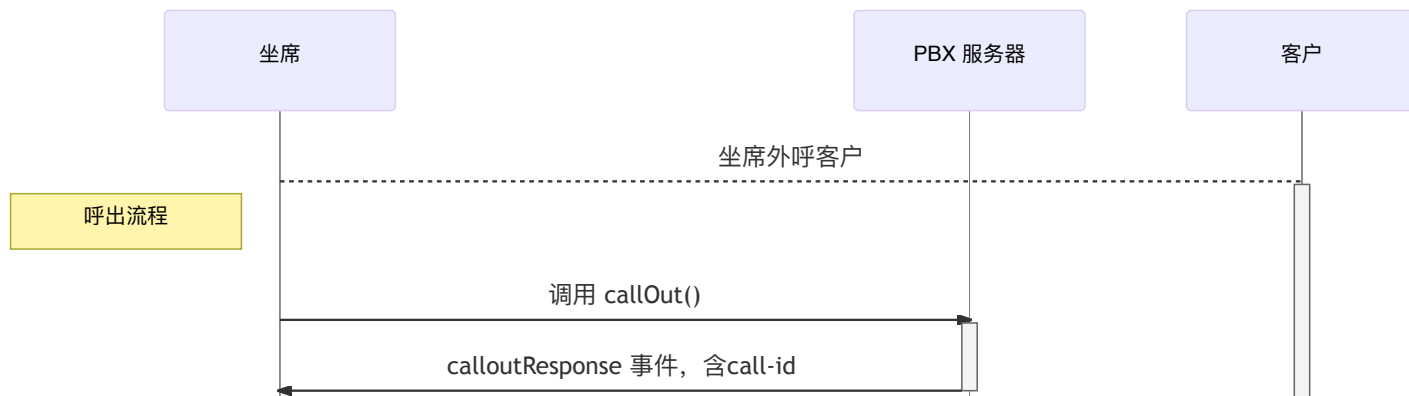 坐席
PBX 服务器
客户
坐席外呼客户
呼出流程
调用 callOut()
calloutResponse 事件，含call-id